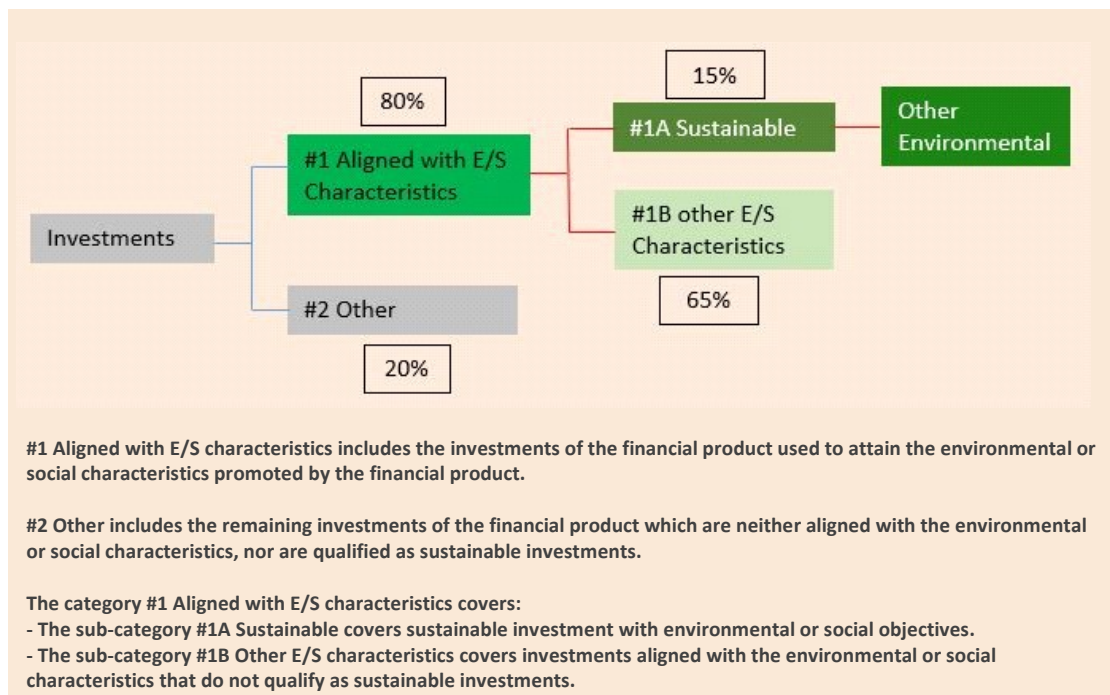 15%
80%
Other
Environmental
#1A Sustainable
#1 Aligned with E/S
Characteristics
#1B other E/S
Characteristics
Investments
65%
#2 Other
20%
#1 Aligned with E/S characteristics includes the investments of the financial product used to attain the environmental or
social characteristics promoted by the financial product.
#2 Other includes the remaining investments of the financial product which are neither aligned with the environmental
or social characteristics, nor are qualified as sustainable investments.
The category #1 Aligned with E/S characteristics covers:
- The sub-category #1A Sustainable covers sustainable investment with environmental or social objectives.
- The sub-category #1B Other E/S characteristics covers investments aligned with the environmental or social
characteristics that do not qualify as sustainable investments.